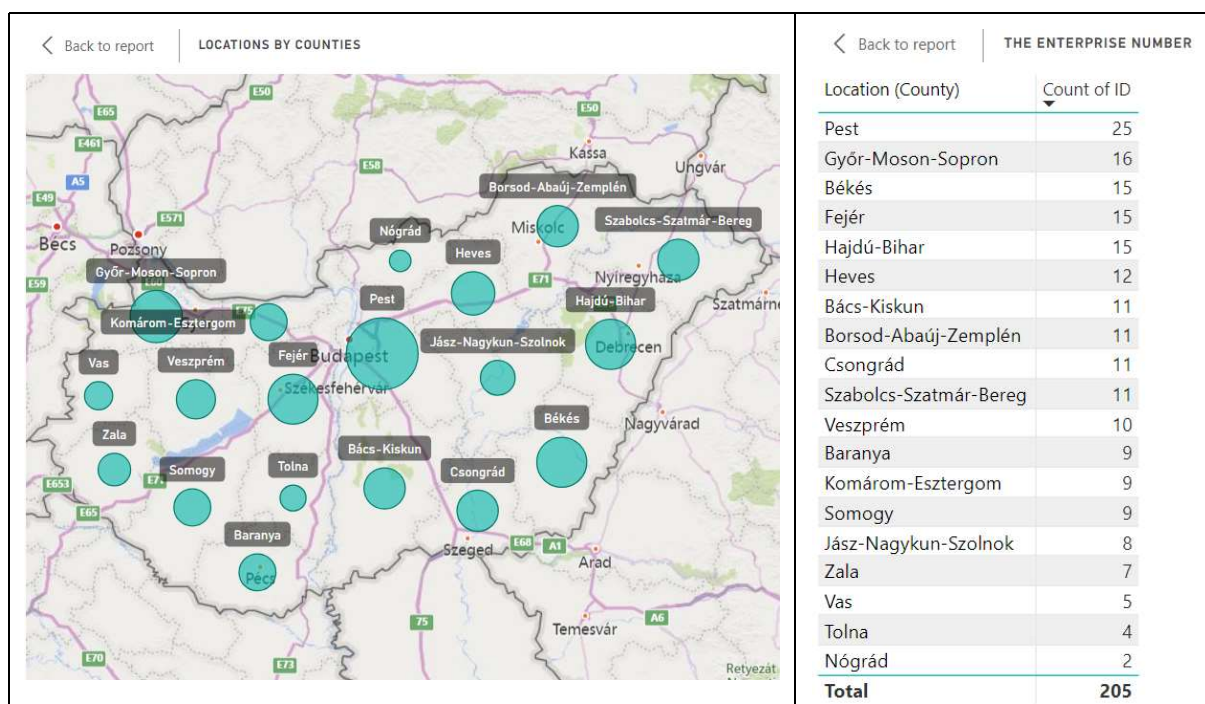 Back to report
LOCATIONS BY COUNTIES
E50
E65
E50
E461
Kassa
E58
Ungvár
A5
Borsod-Abaúj-Zemplén
E49
E571
Szabolcs-Szatmár-Bereg
Nógrád
Miskolc
Bécs
Pozsony
Heves
Győr-Moson-Sopron
E71
Nyíregyháza
E59
E60
Pest
Hajdú-Bihar
Szatmárne
E75
Komárom-Esztergom
Budapest
Jász-Nagykun-Szolnok
Debrecen
Fejér
Veszprém
Vas
Székesfehérvár
Nagyvárad
Békés
Zala
Bács-Kiskun
Somogy
Tolna
Csongrád
E71
E653
E65
Baranya
Szeged
E68
A1
Arad
Pécs
75
A6
Temesvár
E70
E73
Retyezát
Back to report
THE ENTERPRISE NUMBER
Location (County) Count of ID
Pest 25
Győr-Moson-Sopron 16
Békés 15
Fejér 15
Hajdú-Bihar 15
Heves 12
Bács-Kiskun 11
Borsod-Abaúj-Zemplén 11
Csongrád 11
Szabolcs-Szatmár-Bereg 11
Veszprém 10
Baranya 9
Komárom-Esztergom 9
Somogy 9
Jász-Nagykun-Szolnok 8
Zala 7
Vas 5
Tolna 4
Nógrád 2
Total 205